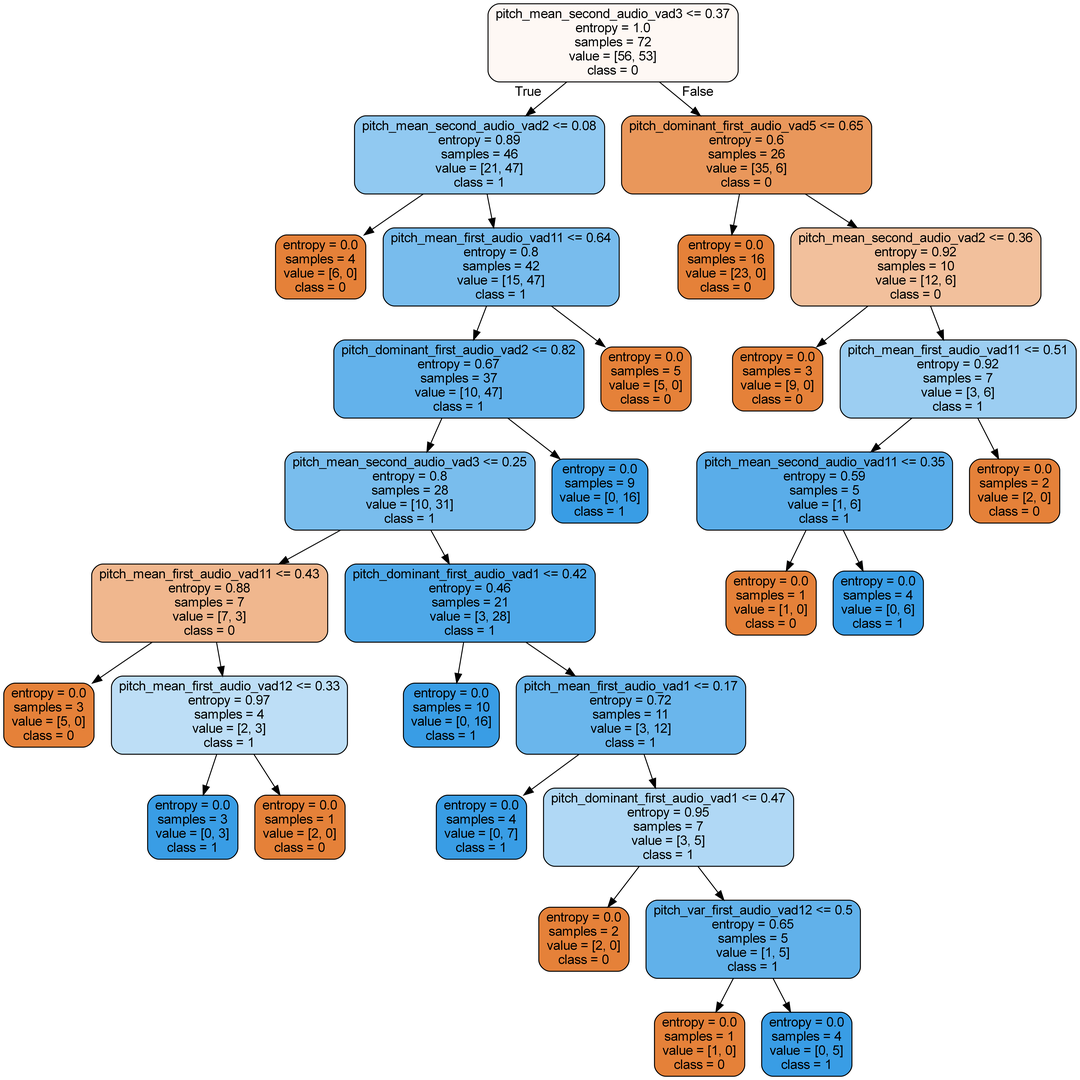 pitch_mean_second_audio_vad3 <= 0.37
entropy = 1.0
samples = 72
value = [56, 53]
class = 0
True
False
pitch_mean_second_audio_vad2 <= 0.08
entropy = 0.89
samples = 46
value = [21, 47]
class = 1
pitch_dominant_first_audio_vad5 <= 0.65
entropy = 0.6
samples = 26
value = [35, 6]
class = 0
entropy = 0.0
samples = 4
value = [6, 0]
class = 0
pitch_mean_first_audio_vad11 <= 0.64
entropy = 0.8
samples = 42
value = [15, 47]
class = 1
entropy = 0.0
samples = 16
value = [23, 0]
class = 0
pitch_mean_second_audio_vad2 <= 0.36
entropy = 0.92
samples = 10
value = [12, 6]
class = 0
pitch_dominant_first_audio_vad2 <= 0.82
entropy = 0.67
samples = 37
value = [10, 47]
class = 1
entropy = 0.0
samples = 5
value = [5, 0]
class = 0
entropy = 0.0
samples = 3
value = [9, 0]
class = 0
pitch_mean_first_audio_vad11 <= 0.51
entropy = 0.92
samples = 7
value = [3, 6]
class = 1
pitch_mean_second_audio_vad3 <= 0.25
entropy = 0.8
samples = 28
value = [10, 31]
class = 1
entropy = 0.0
samples = 9
value = [0, 16]
class = 1
pitch_mean_second_audio_vad11 <= 0.35
entropy = 0.59
samples = 5
value = [1, 6]
class = 1
entropy = 0.0
samples = 2
value = [2, 0]
class = 0
pitch_mean_first_audio_vad11 <= 0.43
entropy = 0.88
samples = 7
value = [7, 3]
class = 0
pitch_dominant_first_audio_vad1 <= 0.42
entropy = 0.46
samples = 21
value = [3, 28]
class = 1
entropy = 0.0
samples = 1
value = [1, 0]
class = 0
entropy = 0.0
samples = 4
value = [0, 6]
class = 1
entropy = 0.0
samples = 3
value = [5, 0]
class = 0
pitch_mean_first_audio_vad12 <= 0.33
entropy = 0.97
samples = 4
value = [2, 3]
class = 1
entropy = 0.0
samples = 10
value = [0, 16]
class = 1
pitch_mean_first_audio_vad1 <= 0.17
entropy = 0.72
samples = 11
value = [3, 12]
class = 1
entropy = 0.0
samples = 3
value = [0, 3]
class = 1
entropy = 0.0
samples = 1
value = [2, 0]
class = 0
entropy = 0.0
samples = 4
value = [0, 7]
class = 1
pitch_dominant_first_audio_vad1 <= 0.47
entropy = 0.95
samples = 7
value = [3, 5]
class = 1
entropy = 0.0
samples = 2
value = [2, 0]
class = 0
pitch_var_first_audio_vad12 <= 0.5
entropy = 0.65
samples = 5
value = [1, 5]
class = 1
entropy = 0.0
samples = 1
value = [1, 0]
class = 0
entropy = 0.0
samples = 4
value = [0, 5]
class = 1